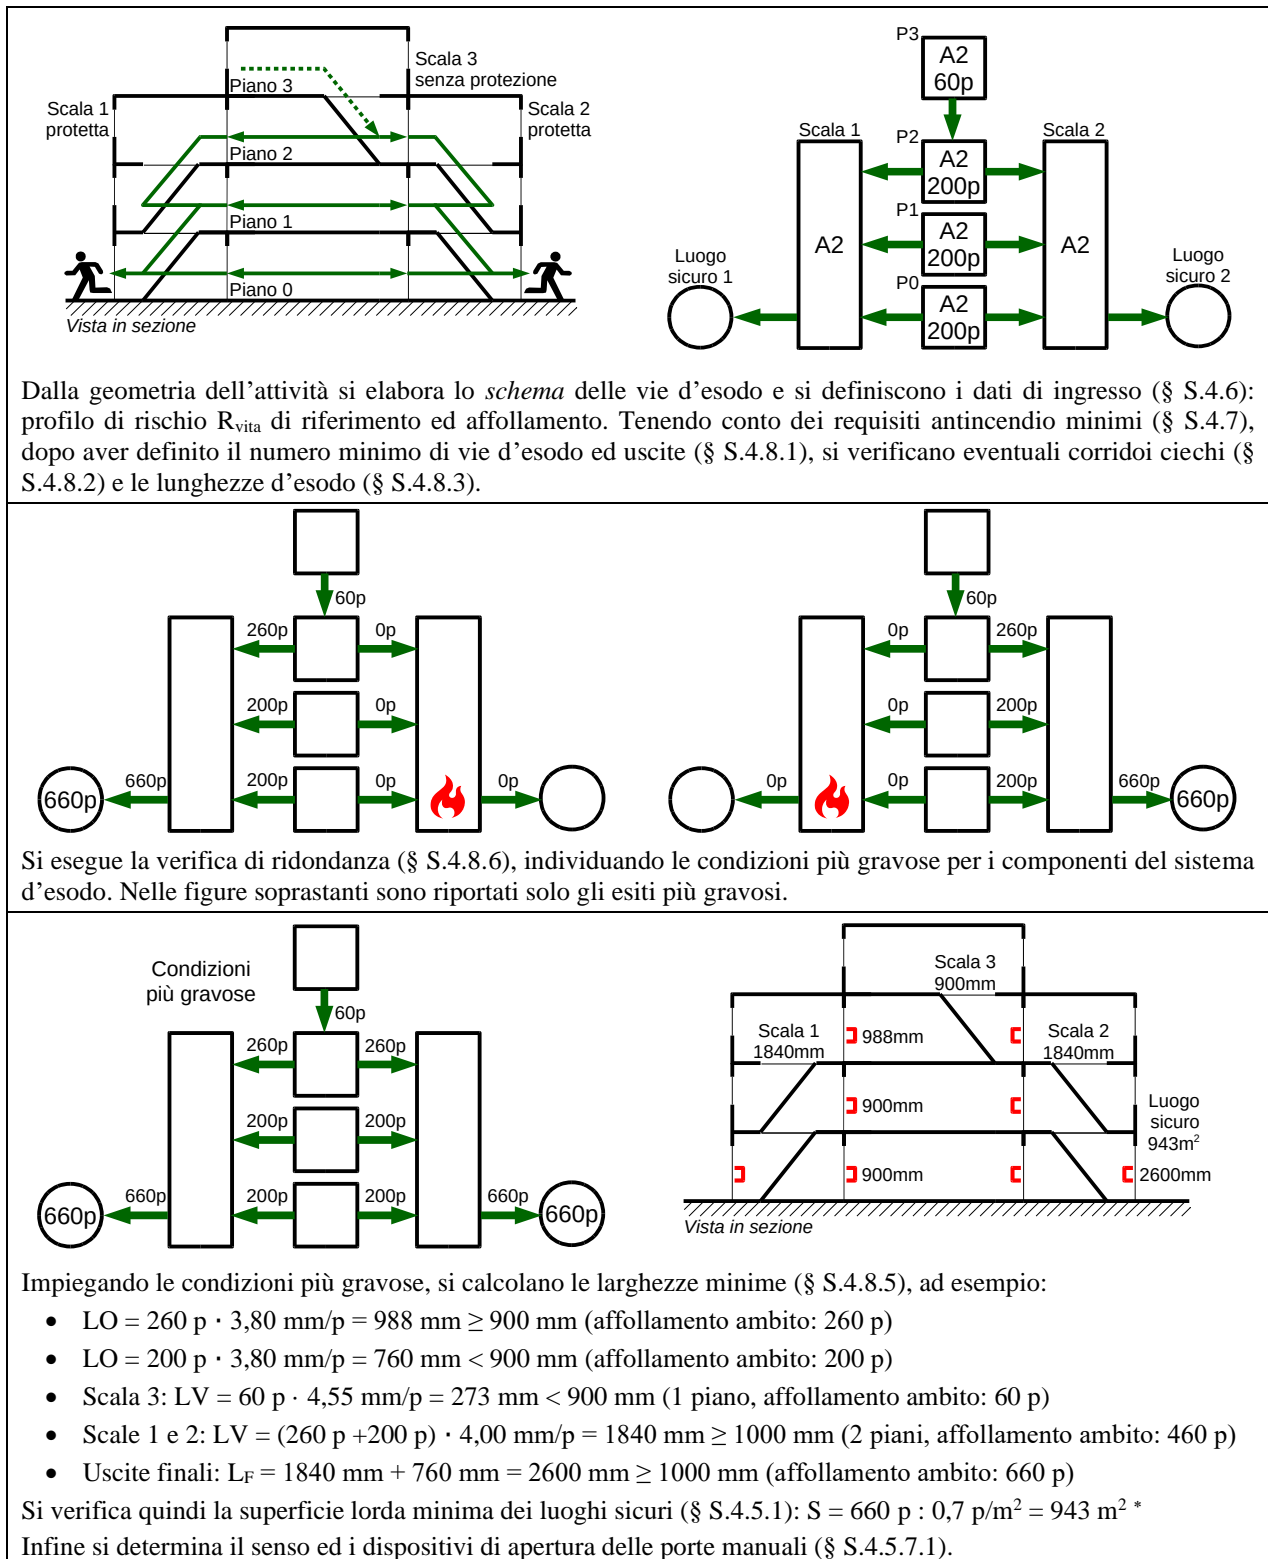 Scala 3
senza protezione
Piano 3
Scala 1
protetta
Scala 2
protetta
Piano 2
Piano 1
Piano 0
Vista in sezione
P3
A2
60p
Scala 1
Scala 2
P2
A2
200p
P1
A2
200p
A2
A2
P0
A2
200p
Luogo
sicuro 1
Luogo
sicuro 2
Dalla geometria dell'attività si elabora lo schema delle vie d'esodo e si definiscono i dati di ingresso (§ S.4.6):
profilo di rischio Rvita di riferimento ed affollamento. Tenendo conto dei requisiti antincendio minimi (§ S.4.7),
dopo aver definito il numero minimo di vie d'esodo ed uscite (§ S.4.8.1), si verificano eventuali corridoi ciechi (§
S.4.8.2) e le lunghezze d'esodo (§ S.4.8.3).
60p
260p
0p
200p
0p
660p
200p
0p
0p
660p
60p
0p
260p
0p
200p
0p
0p
200p
660p
660p
Si esegue la verifica di ridondanza (§ S.4.8.6), individuando le condizioni più gravose per i componenti del sistema
d'esodo. Nelle figure soprastanti sono riportati solo gli esiti più gravosi.
Condizioni
più gravose
60p
260p
260p
200p
200p
660p
200p
200p
660p
660p
660p
Scala 3
900mm
Scala 1
1840mm
988mm
Scala 2
1840mm
900mm
Luogo
sicuro
943m²
900mm
2600mm
Vista in sezione
Impiegando le condizioni più gravose, si calcolano le larghezze minime (§ S.4.8.5), ad esempio:
• LO = 260 p · 3,80 mm/p = 988 mm ≥ 900 mm (affollamento ambito: 260 p)
• LO = 200 p · 3,80 mm/p = 760 mm < 900 mm (affollamento ambito: 200 p)
• Scala 3: LV = 60 p · 4,55 mm/p = 273 mm < 900 mm (1 piano, affollamento ambito: 60 p)
• Scale 1 e 2: LV = (260 p +200 p) · 4,00 mm/p = 1840 mm ≥ 1000 mm (2 piani, affollamento ambito: 460 p)
• Uscite finali: LF = 1840 mm + 760 mm = 2600 mm ≥ 1000 mm (affollamento ambito: 660 p)
Si verifica quindi la superficie lorda minima dei luoghi sicuri (§ S.4.5.1): S = 660 p : 0,7 p/m² = 943 m² *
Infine si determina il senso ed i dispositivi di apertura delle porte manuali (§ S.4.5.7.1).